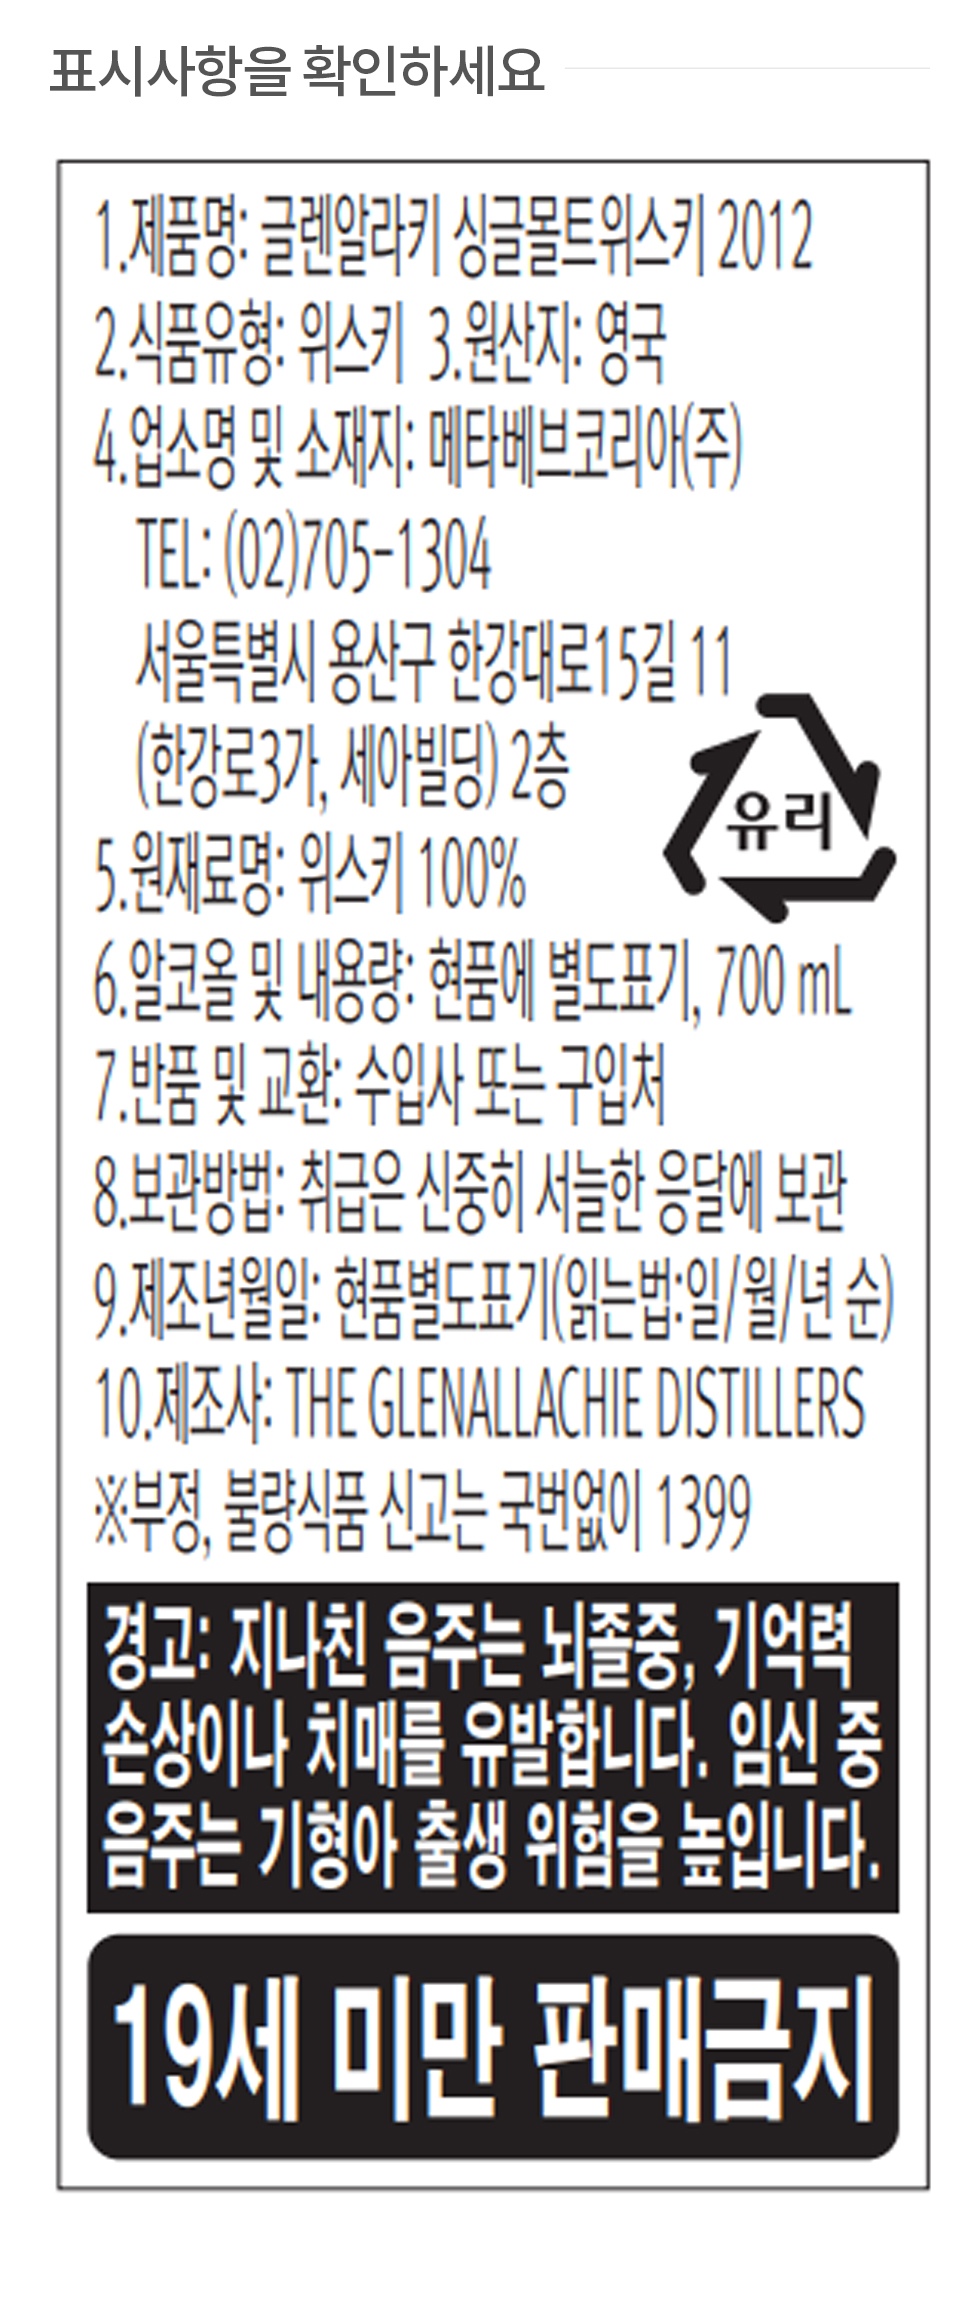 표시사항을 확인하세요
1.제품명: 글렌알라키 싱글몰트위스키 2012
2.식품유형: 위스키 3.원산지: 영국
4.업소명 및 소재지: 메타베브코리아(주)
TEL: (02)705-1304
서울특별시 용산구 한강대로15길 11
(한강로3가, 세아빌딩) 2층
유리
5.원재료명: 위스키 100%
6.알코올 및 내용량: 현품에 별도표기, 700 mL
7.반품 및 교환: 수입사 또는 구입처
8.보관방법: 취급은 신중히 서늘한 응달에 보관
9.제조년월일: 현품별도표기(읽는법:일/월/년 순)
10.제조사: THE GLENALLACHIE DISTILLERS
※부정, 불량식품 신고는 국번없이 1399
경고: 지나친 음주는 뇌졸중, 기억력
손상이나 치매를 유발합니다. 임신 중
음주는 기형아 출생 위험을 높입니다.
19세 미만 판매금지